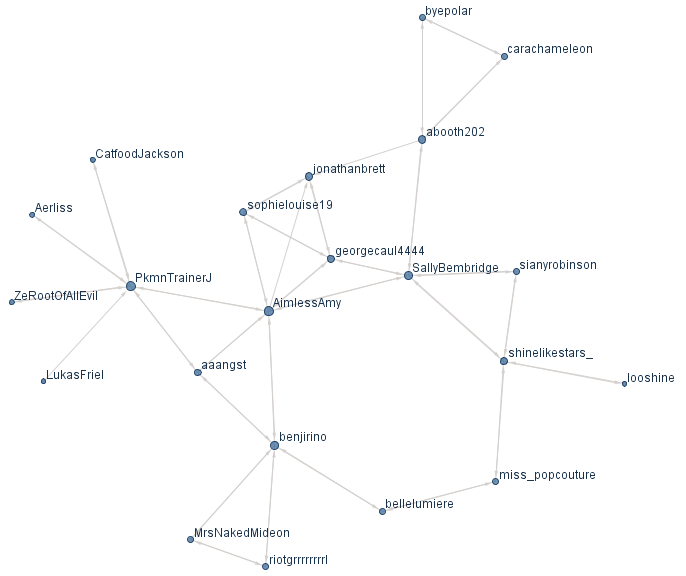 byepolar
carachameleon
abooth202
CatfoodJackson
jonathanbrett
sophielouise19
Aerliss
georgecaul4444
SallyBembridge
sianyrobinson
PkmnTrainerJ
ZeRootOfAllEvil
AimlessAmy
shinelikestars_
aaangst
LukasFriel
looshine
benjirino
miss_popcouture
bellelumiere
MrsNakedMideon
riotgrrrrrrrrl